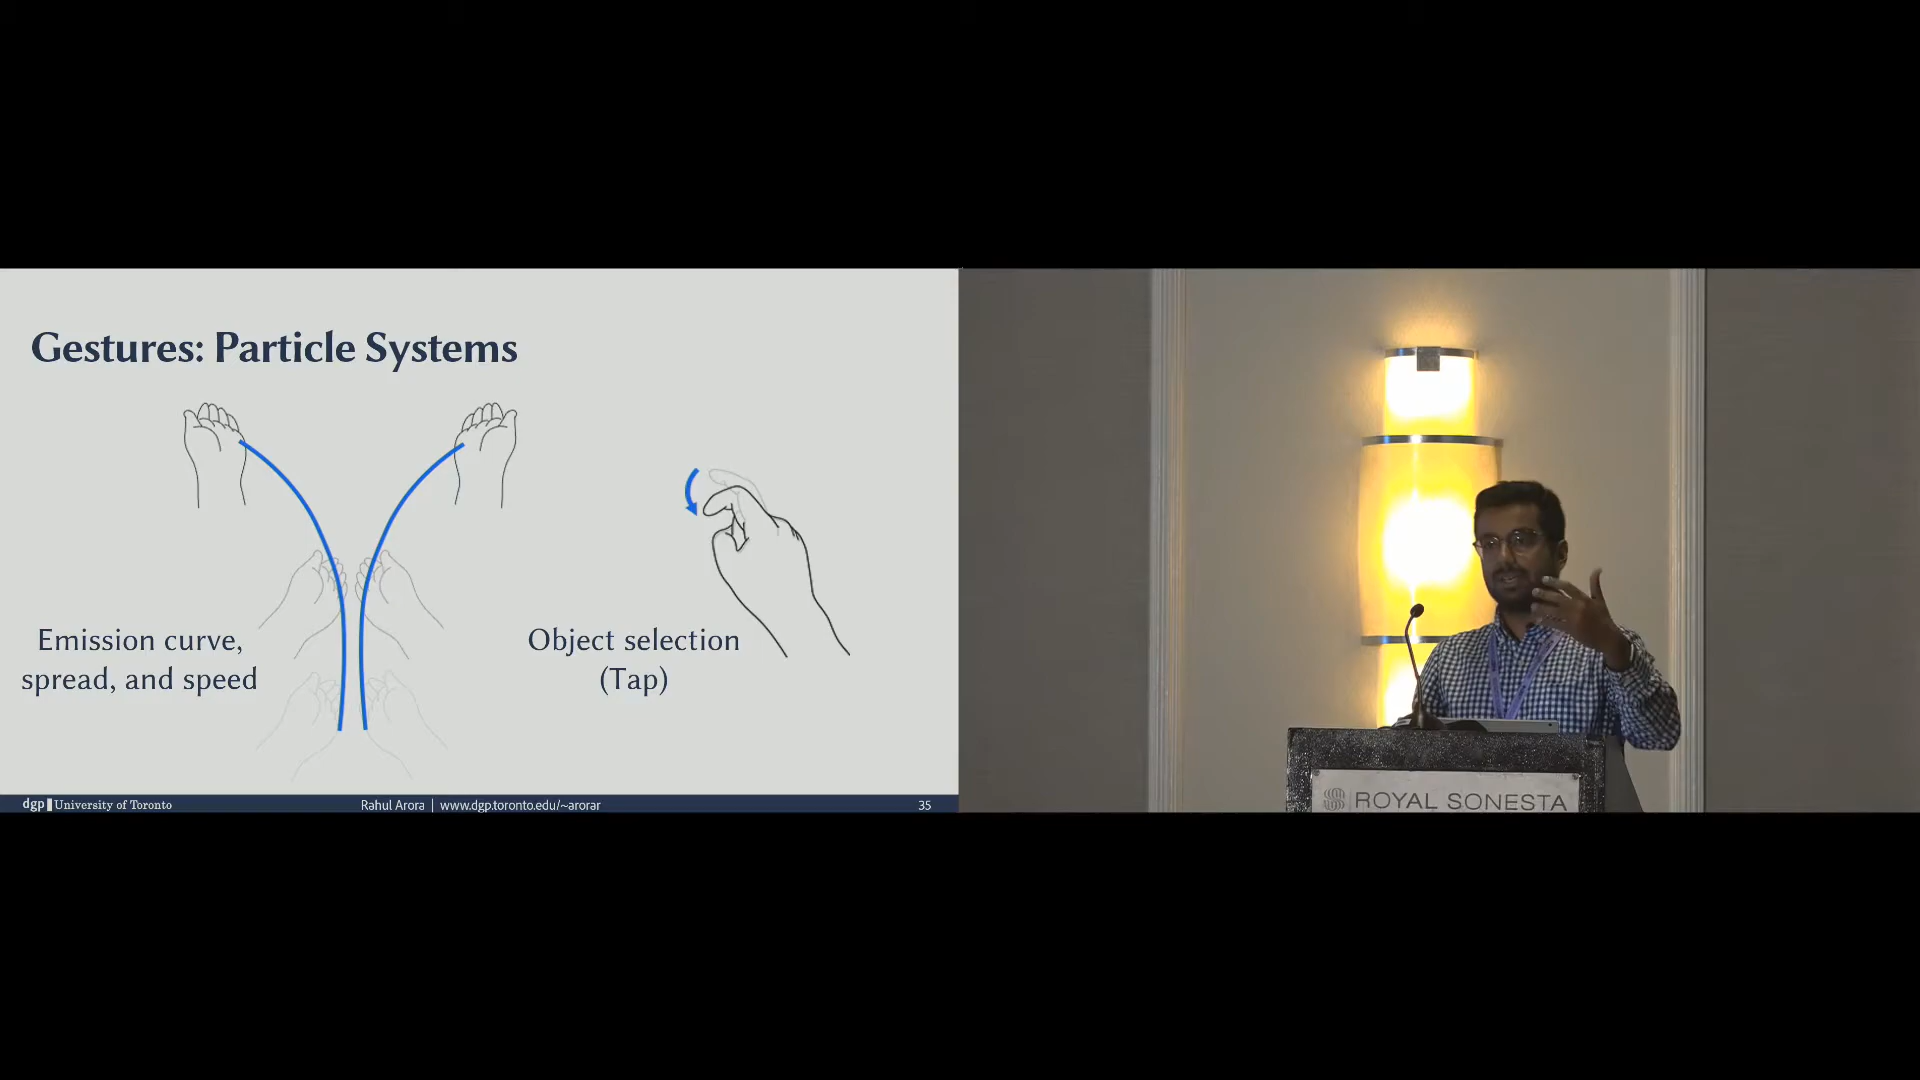 Gestures: Particle Systems
Emission curve,
spread, and speed
Object selection
(Tap)
dgp University of Toronto
Rahul Arora | www.dgp.toronto.edu/~arorar
35
ROYAL SONESTA